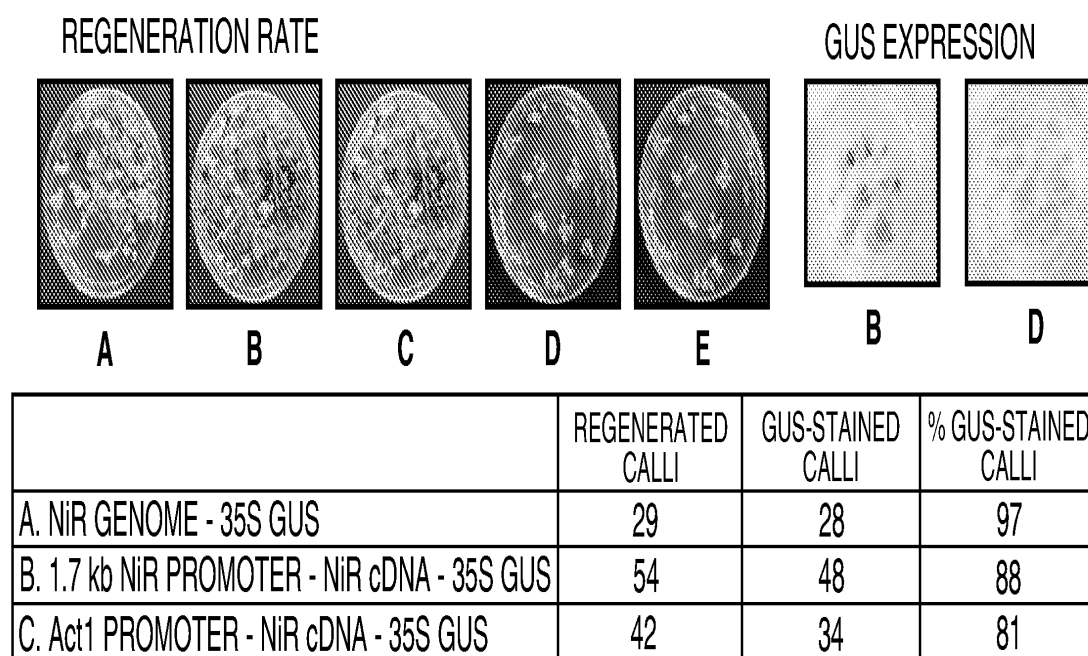 REGENERATION RATE
GUS EXPRESSION
A B C D E B D
REGENERATED CALLI
GUS-STAINED CALLI
% GUS-STAINED CALLI
A. NiR GENOME - 35S GUS 29 28 97
B. 1.7 kb NiR PROMOTER - NiR cDNA - 35S GUS 54 48 88
C. Act1 PROMOTER - NiR cDNA - 35S GUS 42 34 81